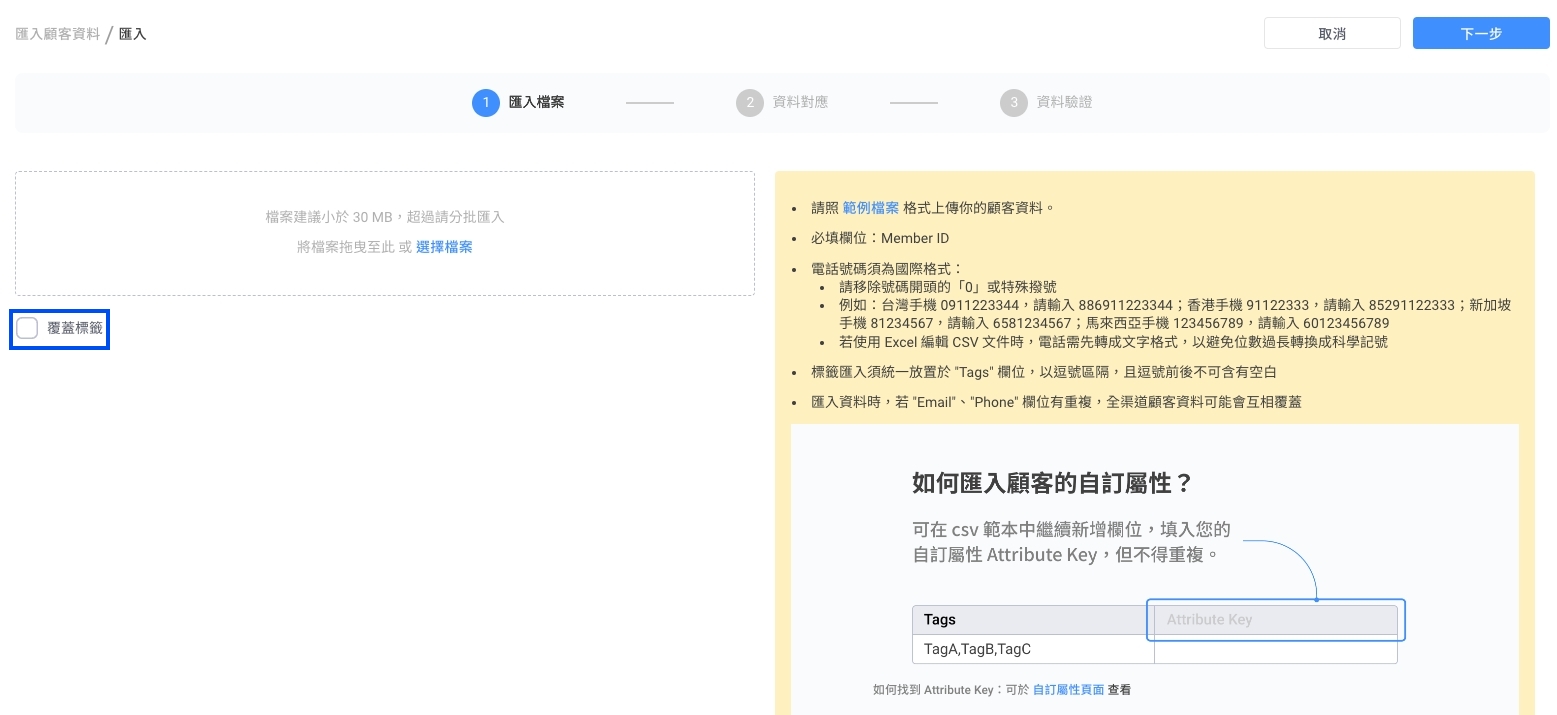 匯入顧客資料 / 匯入
取消
下一步
1 匯入檔案
2 資料對應
3 資料驗證
檔案建議小於 30 MB，超過請分批匯入
將檔案拖曳至此 或 選擇檔案
覆蓋標籤
• 請照 範例檔案 格式上傳你的顧客資料。
• 必填欄位：Member ID
• 電話號碼須為國際格式：
• 請移除號碼開頭的「0」或特殊撥號
• 例如：台灣手機 0911223344，請輸入 886911223344；香港手機 91122333，請輸入 85291122333；新加坡
手機 81234567，請輸入 6581234567；馬來西亞手機 123456789，請輸入 60123456789
• 若使用 Excel 編輯 CSV 文件時，電話需先轉成文字格式，以避免位數過長轉換成科學記號
• 標籤匯入須統一放置於 "Tags" 欄位，以逗號區隔，且逗號前後不可含有空白
• 匯入資料時，若 "Email"、"Phone" 欄位有重複，全渠道顧客資料可能會互相覆蓋
如何匯入顧客的自訂屬性？
可在 csv 範本中繼續新增欄位，填入您的
自訂屬性 Attribute Key，但不得重複。
Tags
Attribute Key
TagA,TagB,TagC
如何找到 Attribute Key：可於 自訂屬性頁面 查看